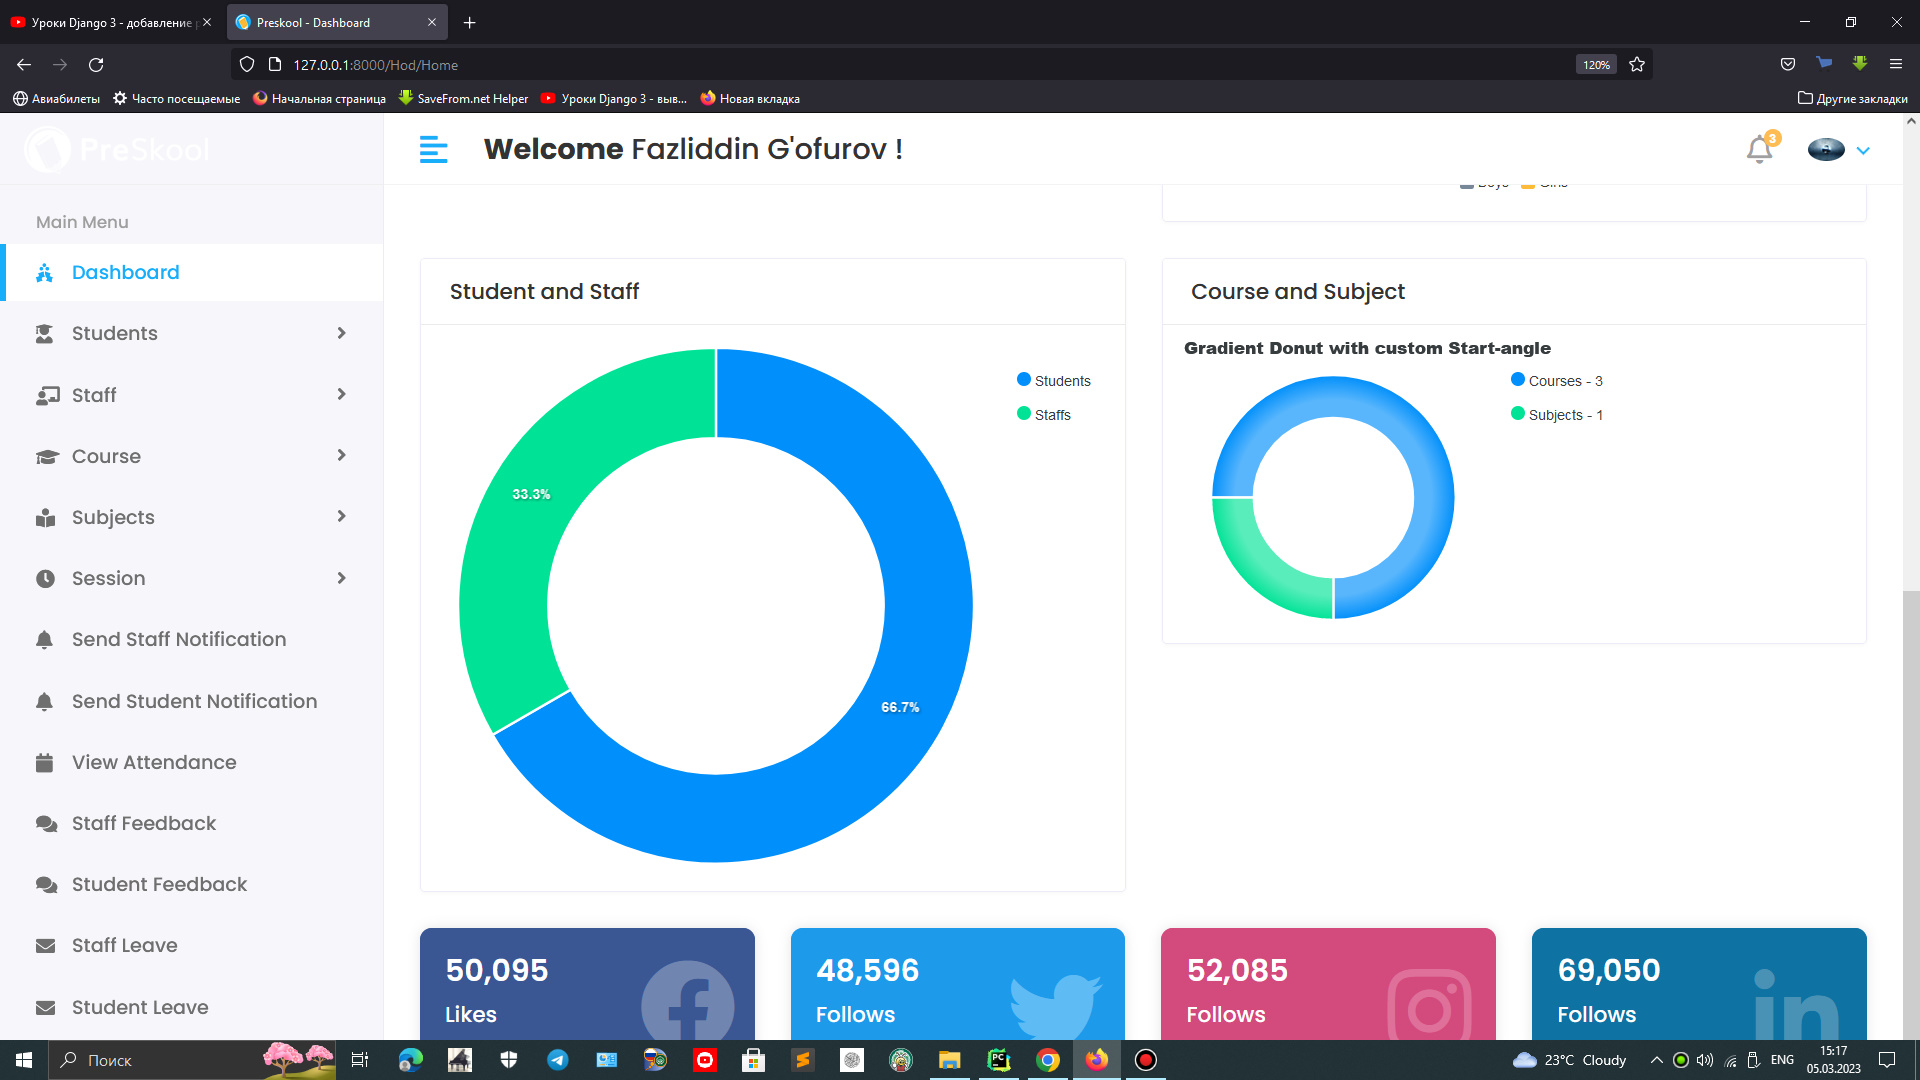 Уроки Django 3 - добавление
Preskool - Dashboard
127.0.0.1:8000/Hod/Home
120%
Авиабилеты
Часто посещаемые
Начальная страница
SaveFrom.net Helper
Уроки Django 3 - выв...
Новая вкладка
Другие закладки
PreSkool
Welcome Fazliddin G'ofurov !
3
Main Menu
Dashboard
Students
Staff
Course
Subjects
Session
Send Staff Notification
Send Student Notification
View Attendance
Staff Feedback
Student Feedback
Staff Leave
Student Leave
Boys
Girls
Student and Staff
Students
Staffs
33.3%
66.7%
Course and Subject
Gradient Donut with custom Start-angle
Courses - 3
Subjects - 1
50,095
Likes
48,596
Follows
52,085
Follows
69,050
Follows
in
Поиск
PC
23°C Cloudy
ENG
15:17
05.03.2023